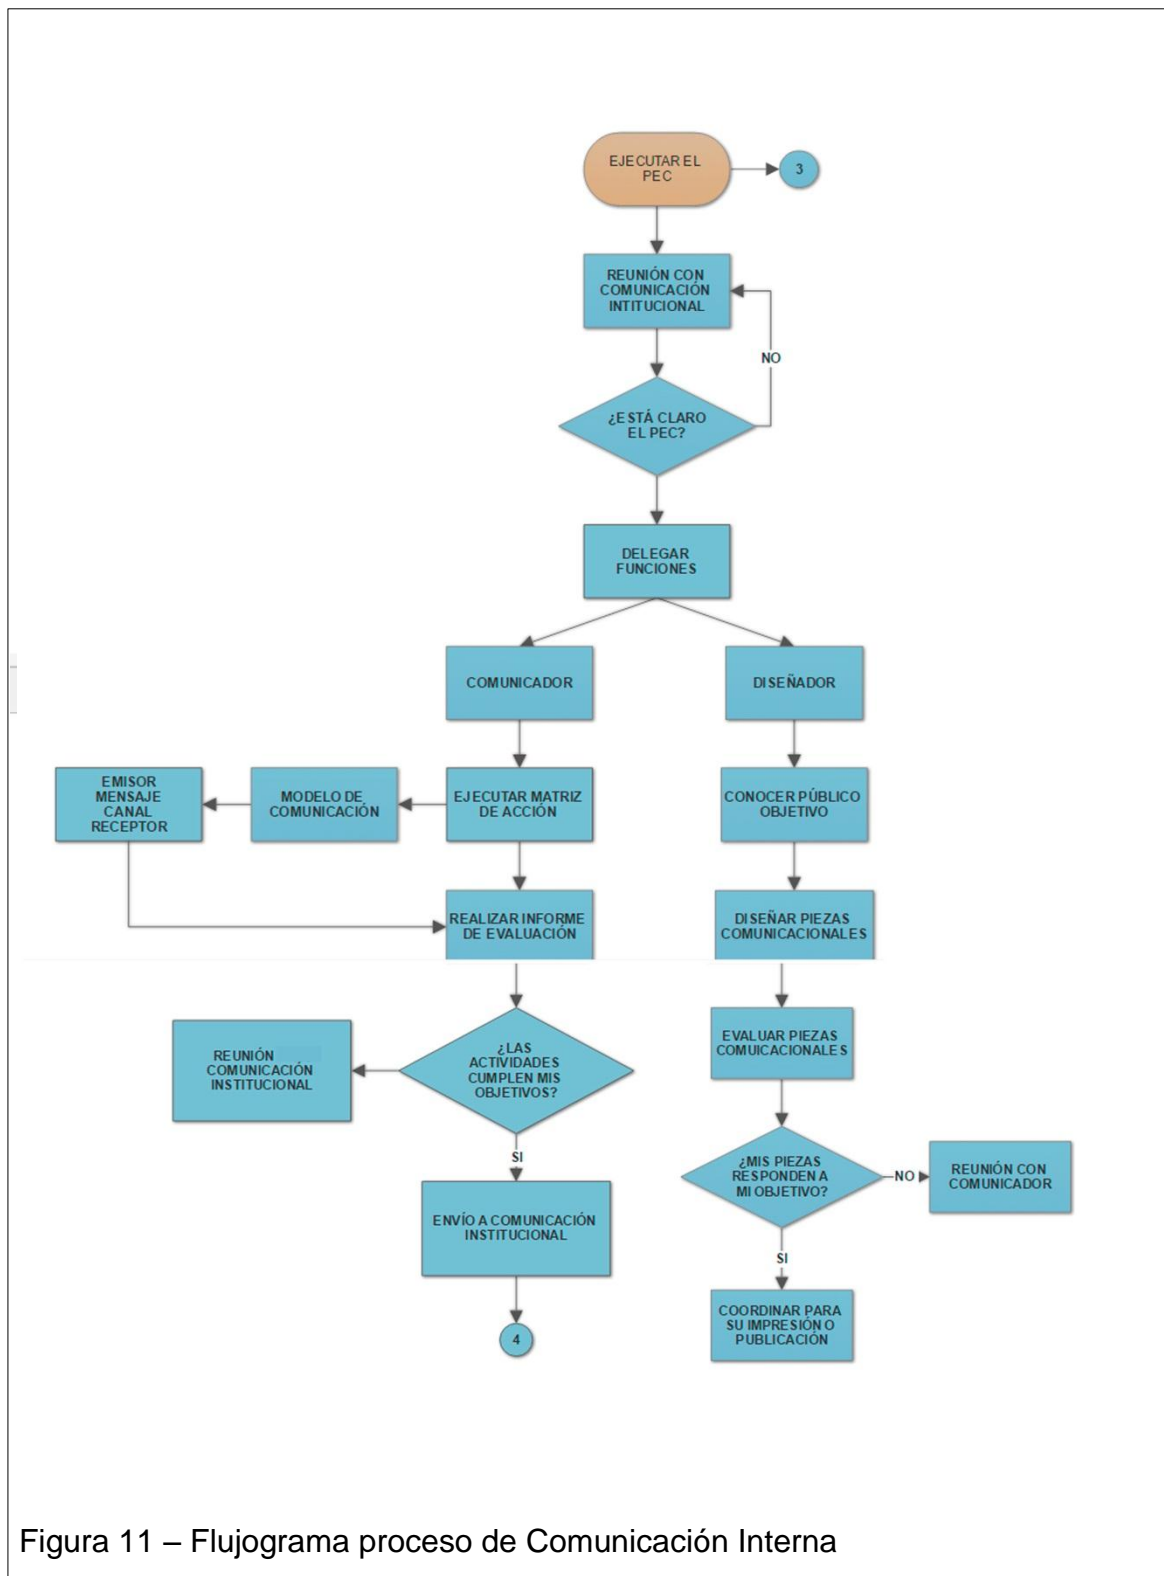 EJECUTAR EL
PEC
3
REUNIÓN CON
COMUNICACIÓN
INTITUCIONAL
NO
¿ESTÁ CLARO
EL PEC?
DELEGAR
FUNCIONES
COMUNICADOR
DISEÑADOR
EMISOR
MENSAJE
CANAL
RECEPTOR
MODELO DE
COMUNICACIÓN
EJECUTAR MATRIZ
DE ACCIÓN
CONOCER PÚBLICO
OBJETIVO
REALIZAR INFORME
DE EVALUACIÓN
DISEÑAR PIEZAS
COMUNICACIONALES
REUNIÓN
COMUNICACIÓN
INSTITUCIONAL
¿LAS
ACTIVIDADES
CUMPLEN MIS
OBJETIVOS?
EVALUAR PIEZAS
COMUICACIONALES
SI
¿MIS PIEZAS
RESPONDEN A
MI OBJETIVO?
NO
REUNIÓN CON
COMUNICADOR
ENVÍO A COMUNICACIÓN
INSTITUCIONAL
SI
4
COORDINAR PARA
SU IMPRESIÓN O
PUBLICACIÓN
Figura 11 – Flujograma proceso de Comunicación Interna